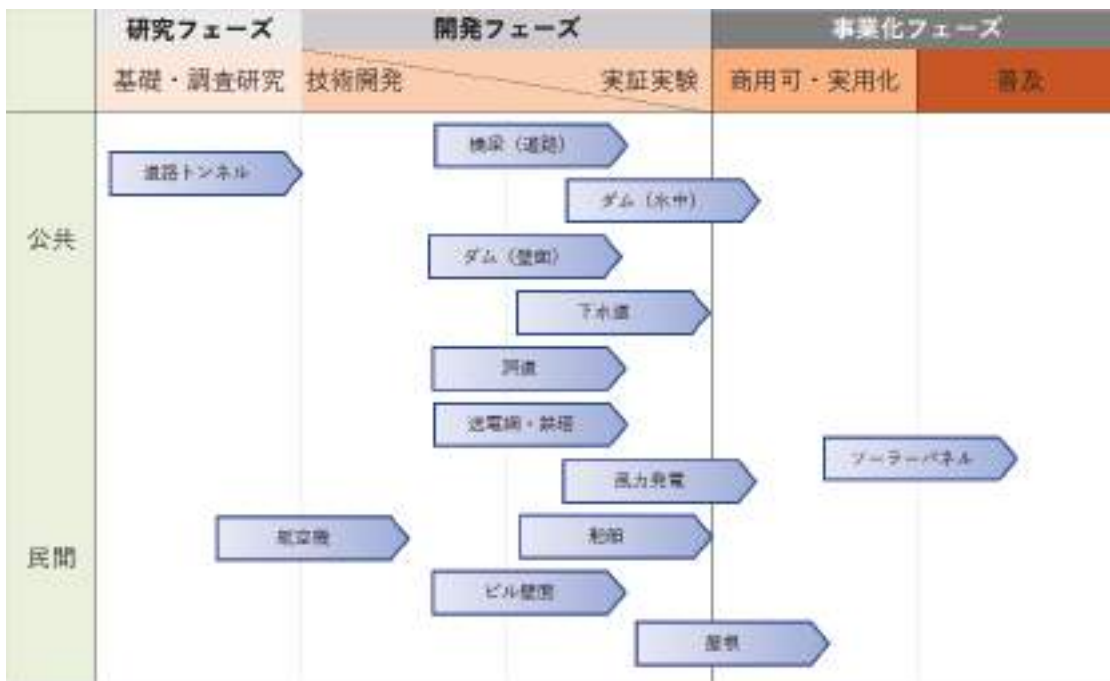 研究フェーズ 開発フェーズ 事業化フェーズ
基礎・調査研究 技術開発 実証実験 商用可・実用化 普及
橋梁（道路）
道路トンネル
ダム（水中）
公共
ダム（壁面）
下水道
洞道
送電網・鉄塔
ソーラーパネル
風力発電
航空機 船舶
民間
ビル壁面
屋根